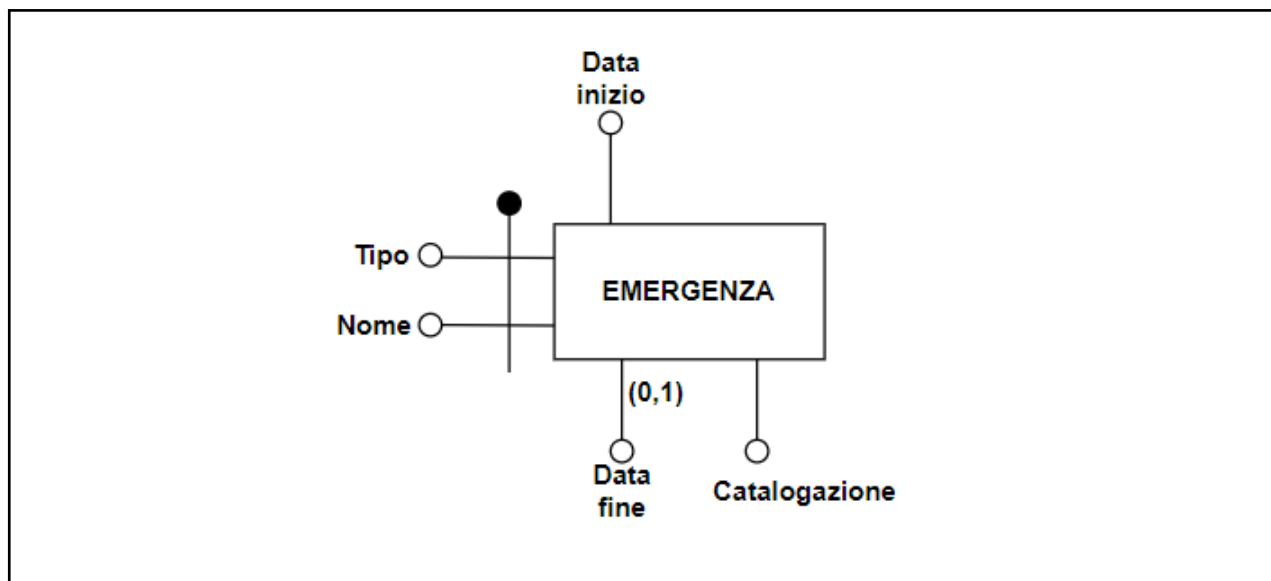 Data
inizio
Tipo
EMERGENZA
Nome
(0,1)
Data
fine
Catalogazione